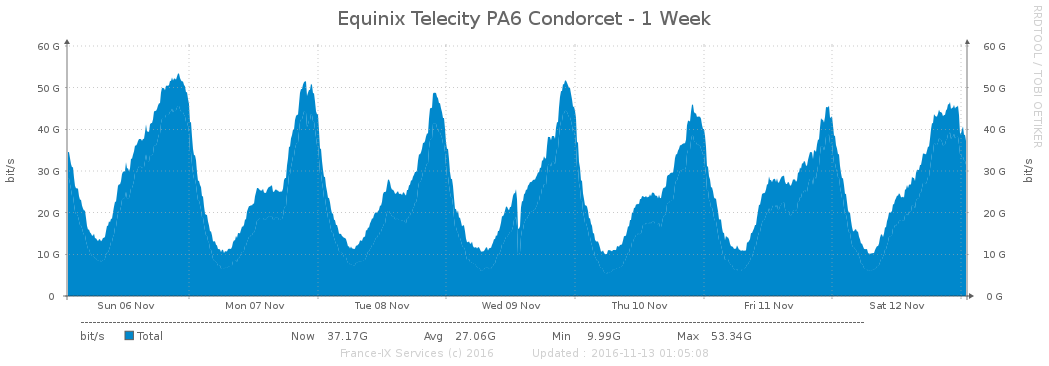 Equinix Telecity PA6 Condorcet - 1 Week
RRDTOOL / TOBI OETIKER
60 G 60 G
50 G 50 G
40 G 40 G
30 G 30 G
20 G 20 G
10 G 10 G
0 0 G
bit/s
bit/s
Sun 06 Nov Mon 07 Nov Tue 08 Nov Wed 09 Nov Thu 10 Nov Fri 11 Nov Sat 12 Nov
bit/s Total Now 37.17G Avg 27.06G Min 9.99G Max 53.34G
France-IX Services (c) 2016 Updated : 2016-11-13 01:05:08